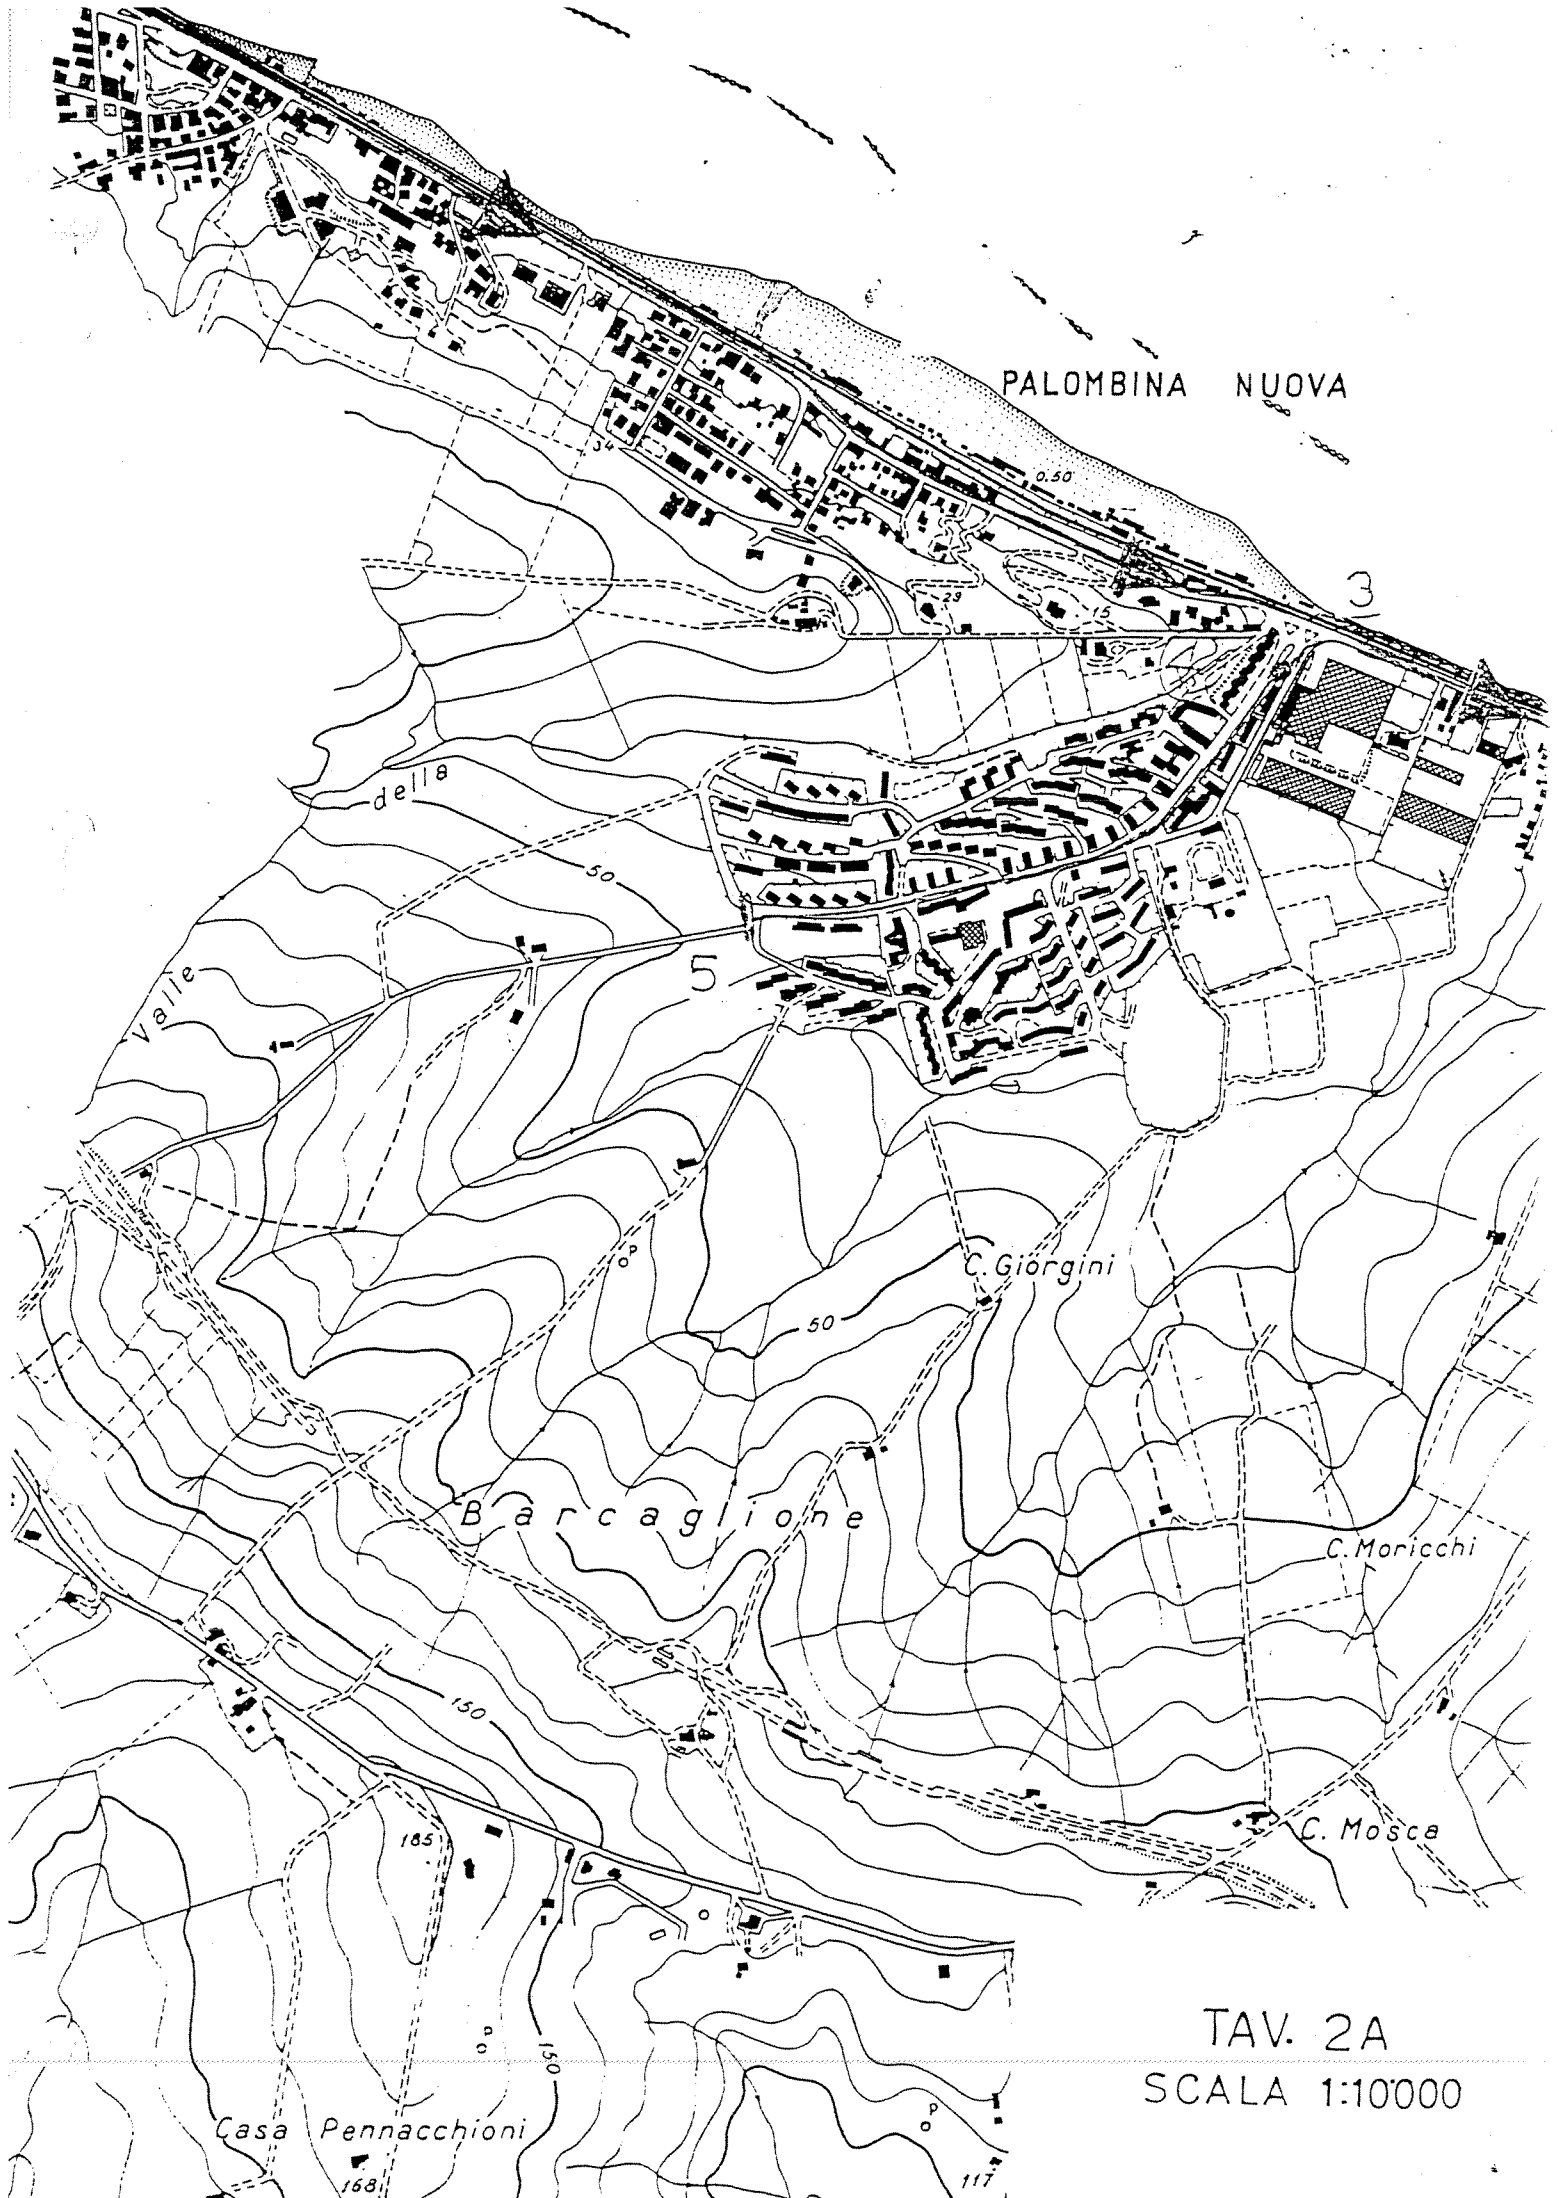 PALOMBINA NUOVA
34
0.50
3
23
15
della
50
Valle
5
P
C. Giorgini
50
Barcaglione
C. Moricchi
150
C. Mosca
185
TAV. 2A
P
150
SCALA 1:10000
P
Casa Pennacchioni
168
117